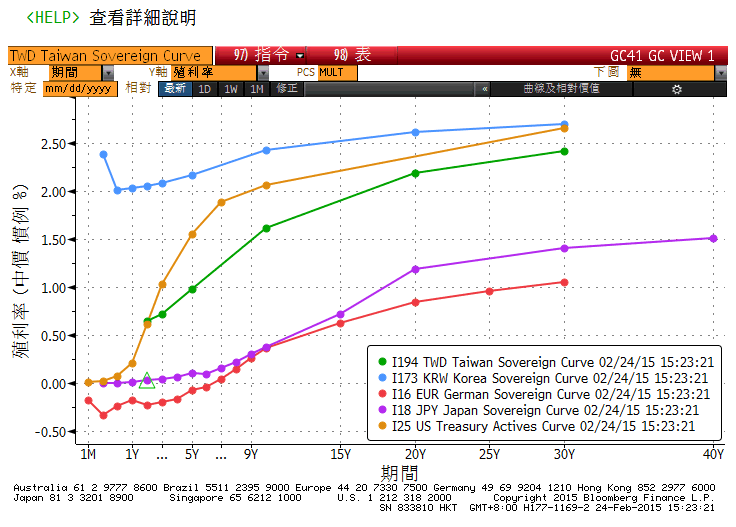 <HELP> 查看詳細說明
TWD Taiwan Sovereign Curve 97) 指令 98) 表 GC41 GC VIEW 1
X軸 期間 Y軸 殖利率 PCS MULT 下圖 無
特定 mm/dd/yyyy 相對 最新 1D 1W 1M 修正 « 曲線及相對價值
殖利率 (中價 慣例 %)
2.50
2.00
1.50
1.00
0.50
0.00
-0.50
I194 TWD Taiwan Sovereign Curve 02/24/15 15:23:21
I173 KRW Korea Sovereign Curve 02/24/15 15:23:21
I16 EUR German Sovereign Curve 02/24/15 15:23:21
I18 JPY Japan Sovereign Curve 02/24/15 15:23:21
I25 US Treasury Actives Curve 02/24/15 15:23:21
1M 1Y ... 5Y ... 9Y 15Y 20Y 30Y 40Y
期間
Australia 61 2 9777 8600 Brazil 5511 2395 9000 Europe 44 20 7330 7500 Germany 49 69 9204 1210 Hong Kong 852 2977 6000
Japan 81 3 3201 8900 Singapore 65 6212 1000 U.S. 1 212 318 2000 Copyright 2015 Bloomberg Finance L.P.
SN 833810 HKT GMT+8:00 H177-1169-2 24-Feb-2015 15:23:21